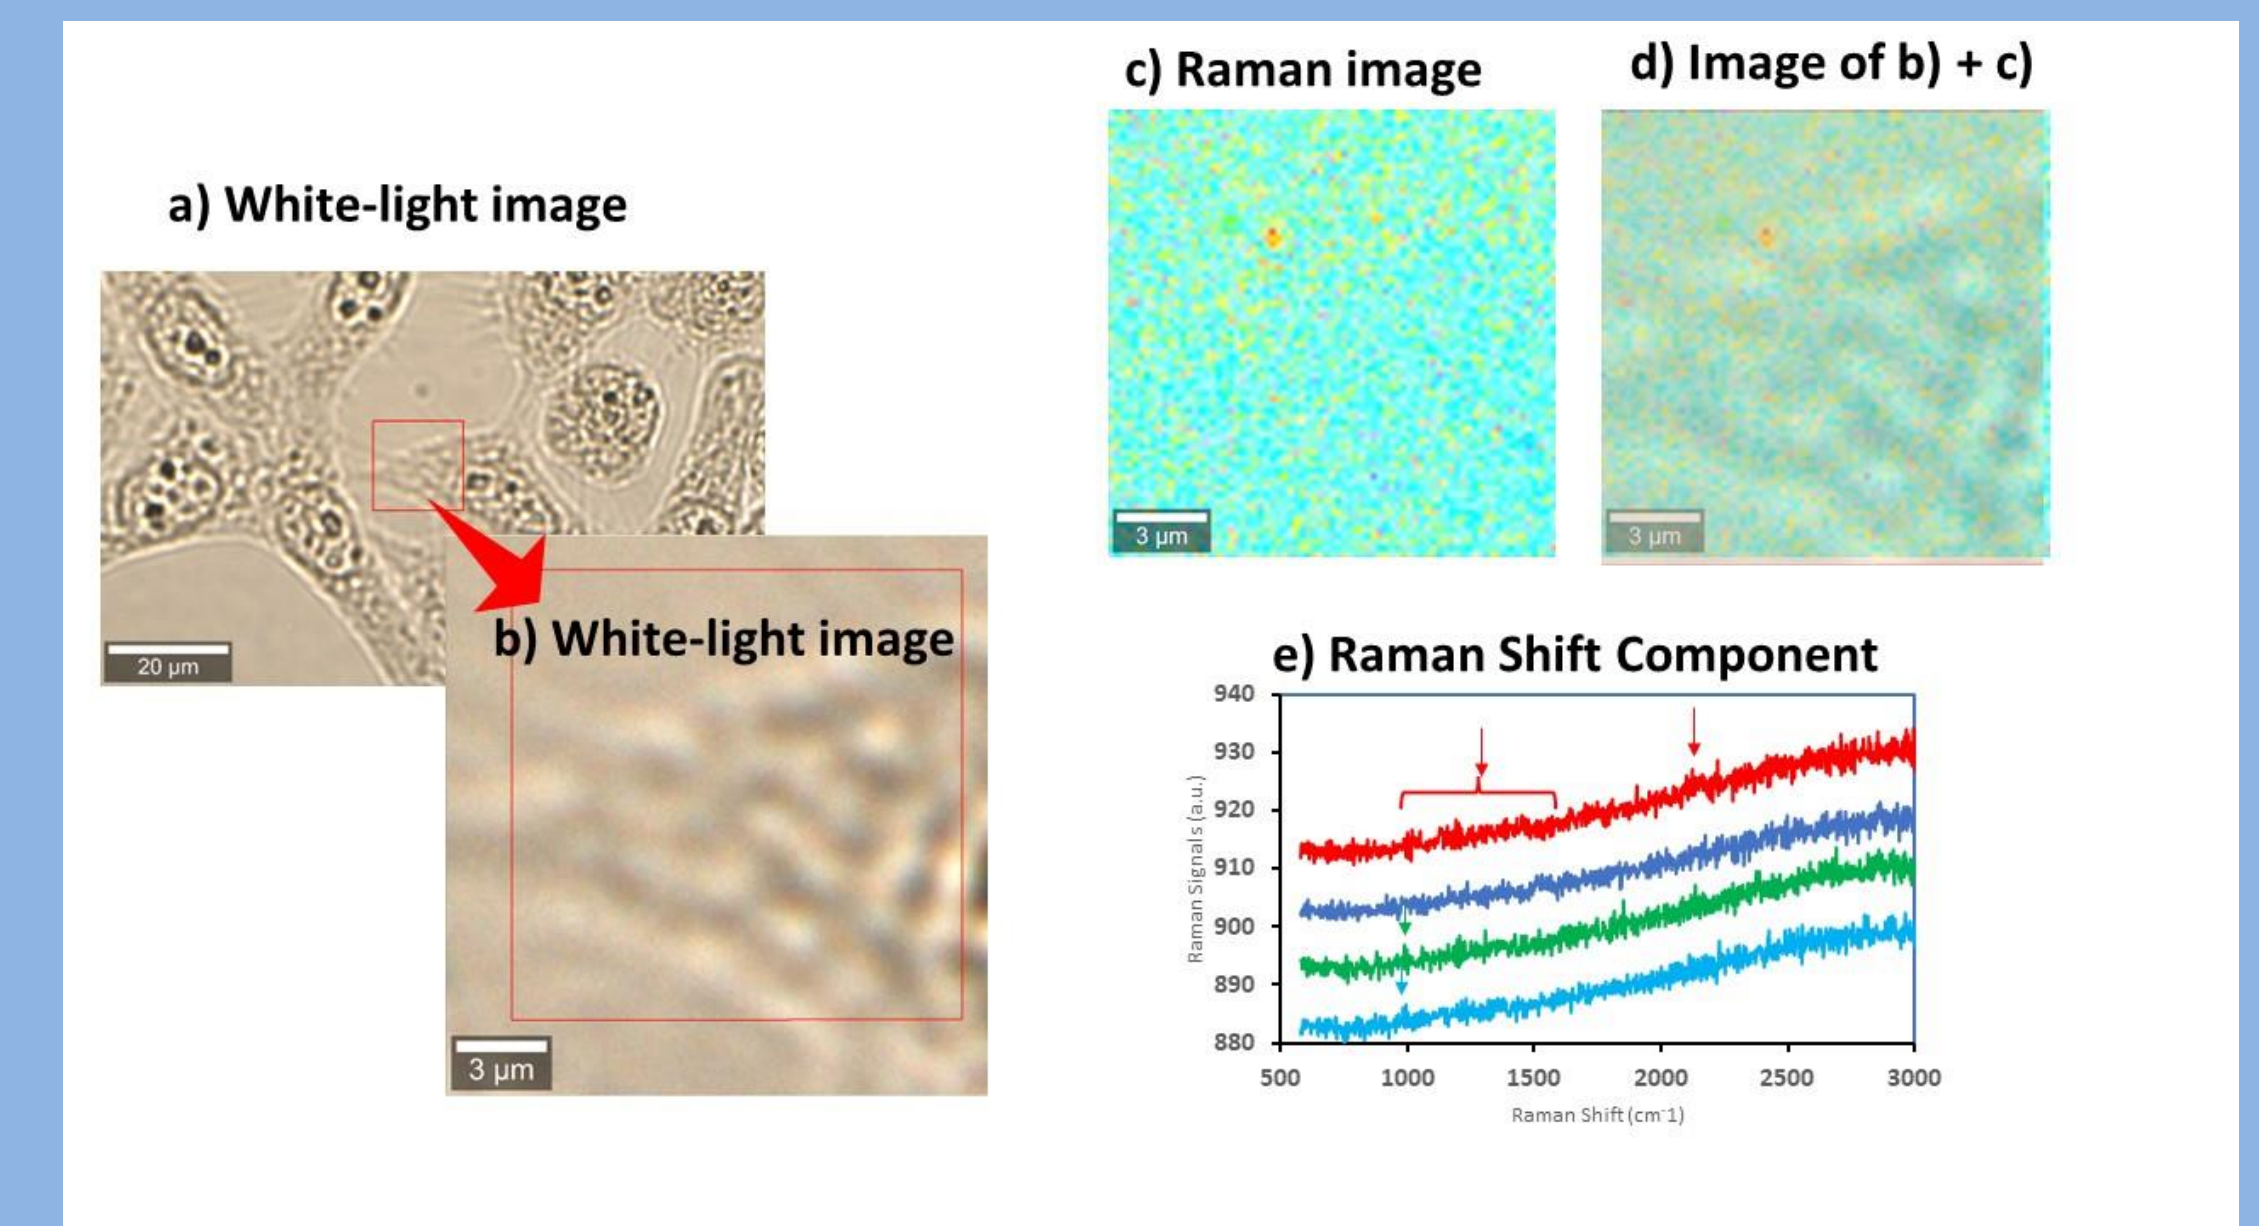 c) Raman image
d) Image of b) + c)
a) White-light image
20 µm
b) White-light image
3 µm
3 µm
3 µm
e) Raman Shift Component
940
930
920
910
900
890
880
Raman Signals (a.u.)
500 1000 1500 2000 2500 3000
Raman Shift (cm⁻1)